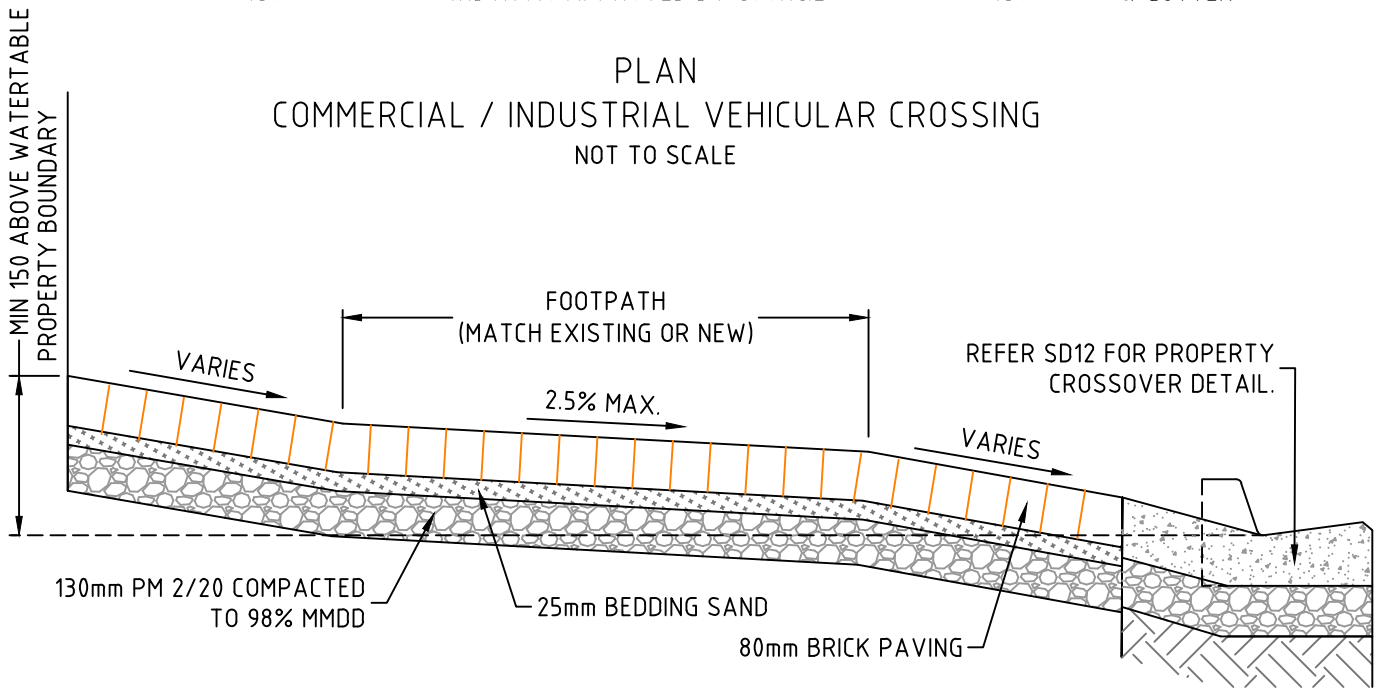 PLAN
COMMERCIAL / INDUSTRIAL VEHICULAR CROSSING
NOT TO SCALE
MIN 150 ABOVE WATERTABLE
PROPERTY BOUNDARY
FOOTPATH
(MATCH EXISTING OR NEW)
REFER SD12 FOR PROPERTY
CROSSOVER DETAIL.
VARIES
2.5% MAX.
VARIES
130mm PM 2/20 COMPACTED
TO 98% MMDD
25mm BEDDING SAND
80mm BRICK PAVING